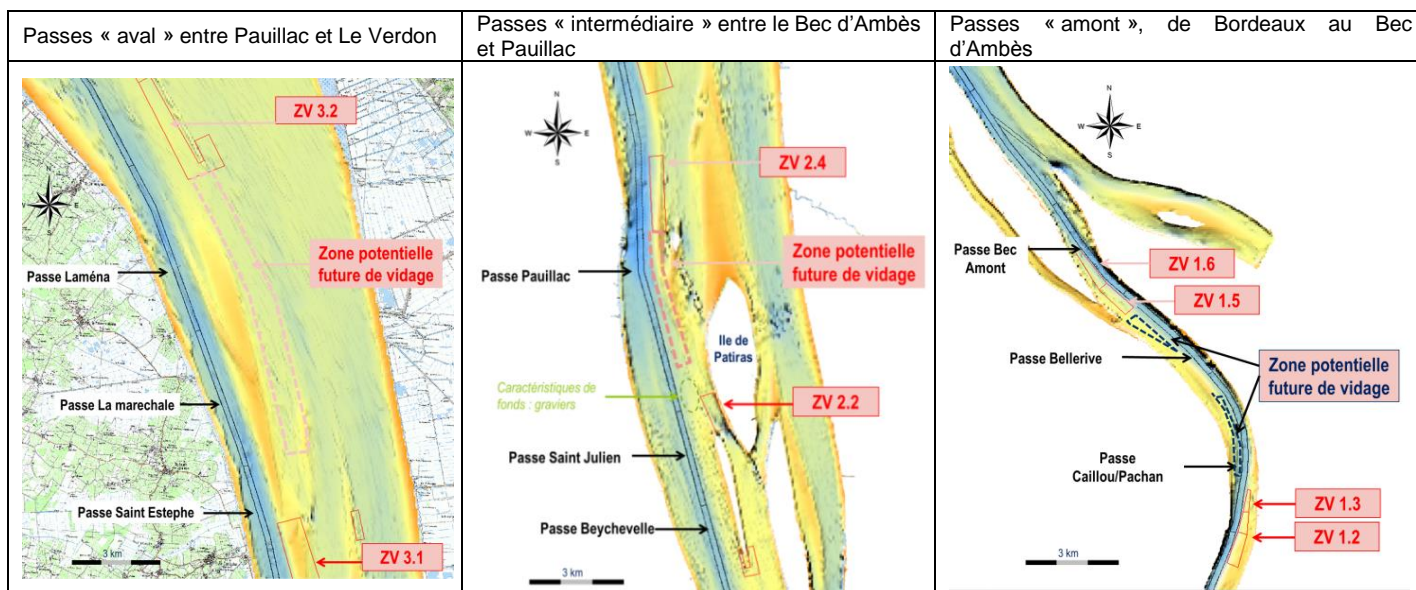 Passes « aval » entre Pauillac et Le Verdon
Passes « intermédiaire » entre le Bec d'Ambès
et Pauillac
Passes « amont », de Bordeaux au Bec
d'Ambès
ZV 3.2
N
W
E
S
Zone potentielle
future de vidage
Passe Laména
Passe La marechale
Passe Saint Estephe
3 km
ZV 3.1
N
W
E
S
ZV 2.4
Zone potentielle
future de vidage
Passe Pauillac
Ile de
Patiras
Caractéristiques de
fonds : graviers
ZV 2.2
Passe Saint Julien
Passe Beychevelle
3 km
N
W
E
S
Passe Bec
Amont
ZV 1.6
ZV 1.5
Passe Bellerive
Zone potentielle
future de vidage
Passe
Caillou/Pachan
ZV 1.3
ZV 1.2
3 km